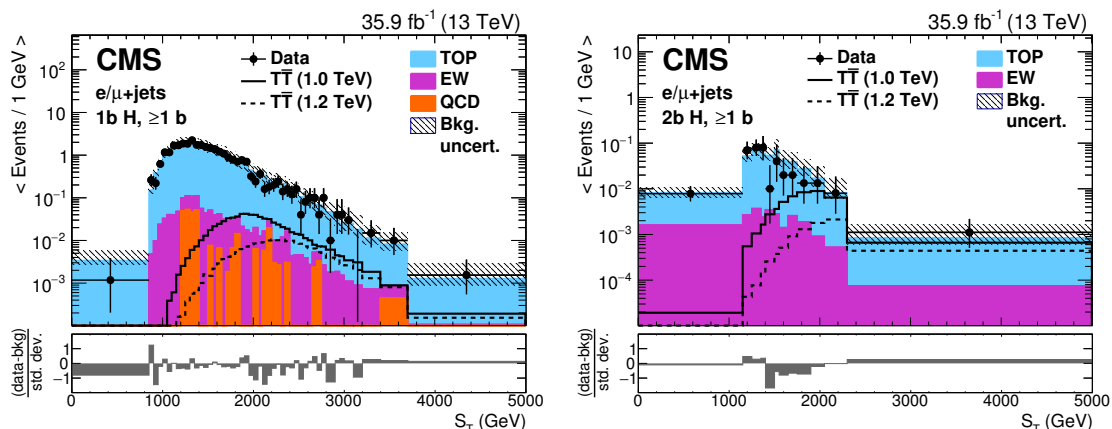 35.9 fb⁻¹ (13 TeV)
CMS
e/μ+jets
1b H, ≥1 b
Data
TT̅ (1.0 TeV)
TT̅ (1.2 TeV)
TOP
EW
QCD
Bkg.
uncert.
< Events / 1 GeV >
10²
10
1
10⁻¹
10⁻²
10⁻³
(data-bkg)
std. dev.
1
0
−1
0 1000 2000 3000 4000 5000
S_T (GeV)
35.9 fb⁻¹ (13 TeV)
CMS
e/μ+jets
2b H, ≥1 b
Data
TT̅ (1.0 TeV)
TT̅ (1.2 TeV)
TOP
EW
Bkg.
uncert.
< Events / 1 GeV >
10
1
10⁻¹
10⁻²
10⁻³
10⁻⁴
(data-bkg)
std. dev.
1
0
−1
0 1000 2000 3000 4000 5000
S_T (GeV)